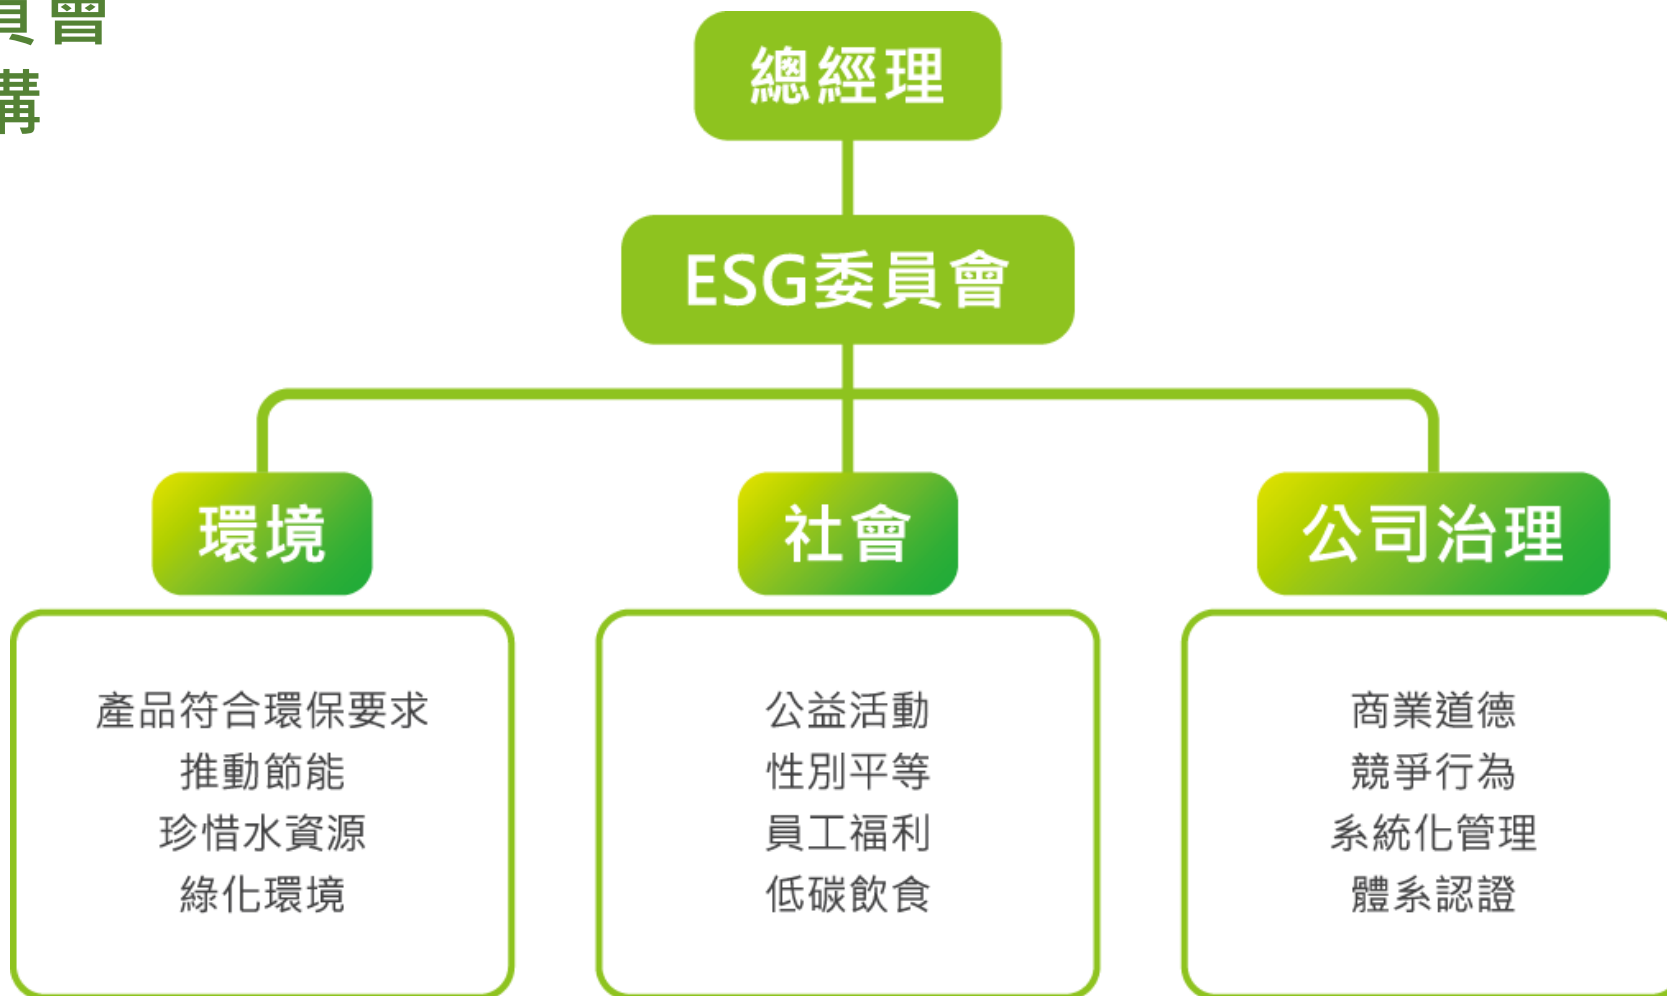 員會
構
總經理
ESG委員會
環境
社會
公司治理
產品符合環保要求
推動節能
珍惜水資源
綠化環境
公益活動
性別平等
員工福利
低碳飲食
商業道德
競爭行為
系統化管理
體系認證